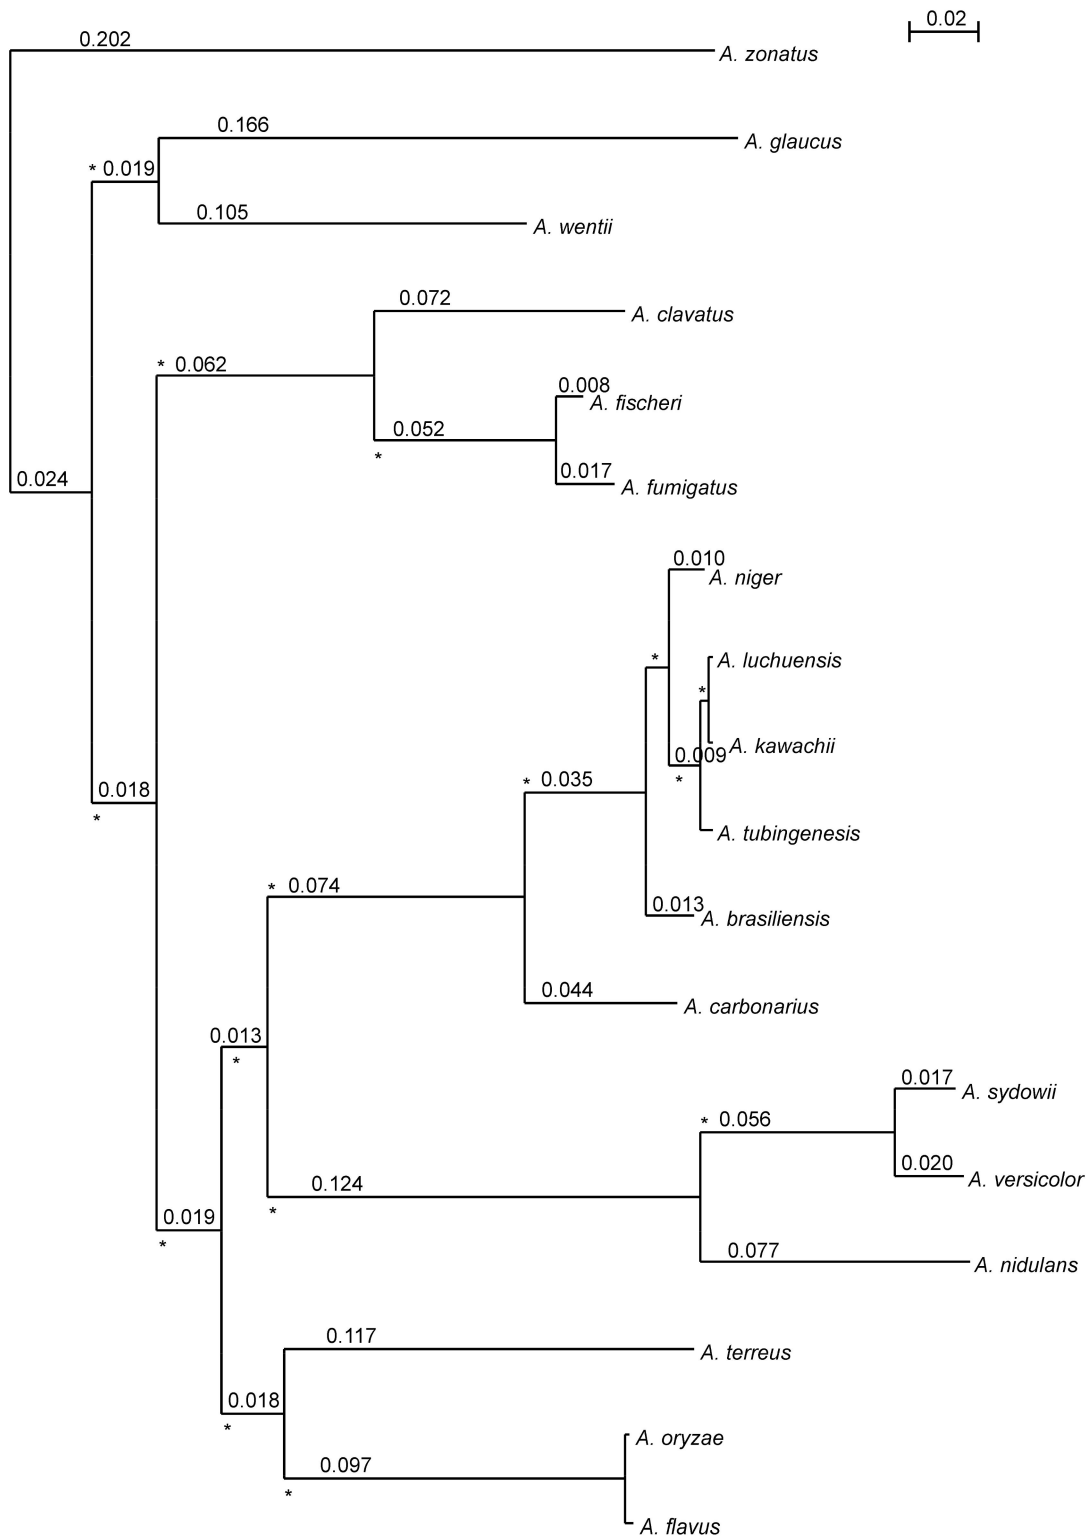 0.02
0.202
A. zonatus
0.166
A. glaucus
* 0.019
0.105
A. wentii
0.072
A. clavatus
* 0.062
0.008
A. fischeri
0.052
*
0.017
A. fumigatus
0.024
0.010
A. niger
*
A. luchuensis
*
A. kawachii
0.009
*
* 0.035
0.018
*
A. tubingenesis
* 0.074
0.013
A. brasiliensis
0.044
A. carbonarius
0.013
*
0.017
A. sydowii
* 0.056
0.020
A. versicolor
0.124
*
0.019
*
0.077
A. nidulans
0.117
A. terreus
0.018
*
A. oryzae
0.097
*
A. flavus